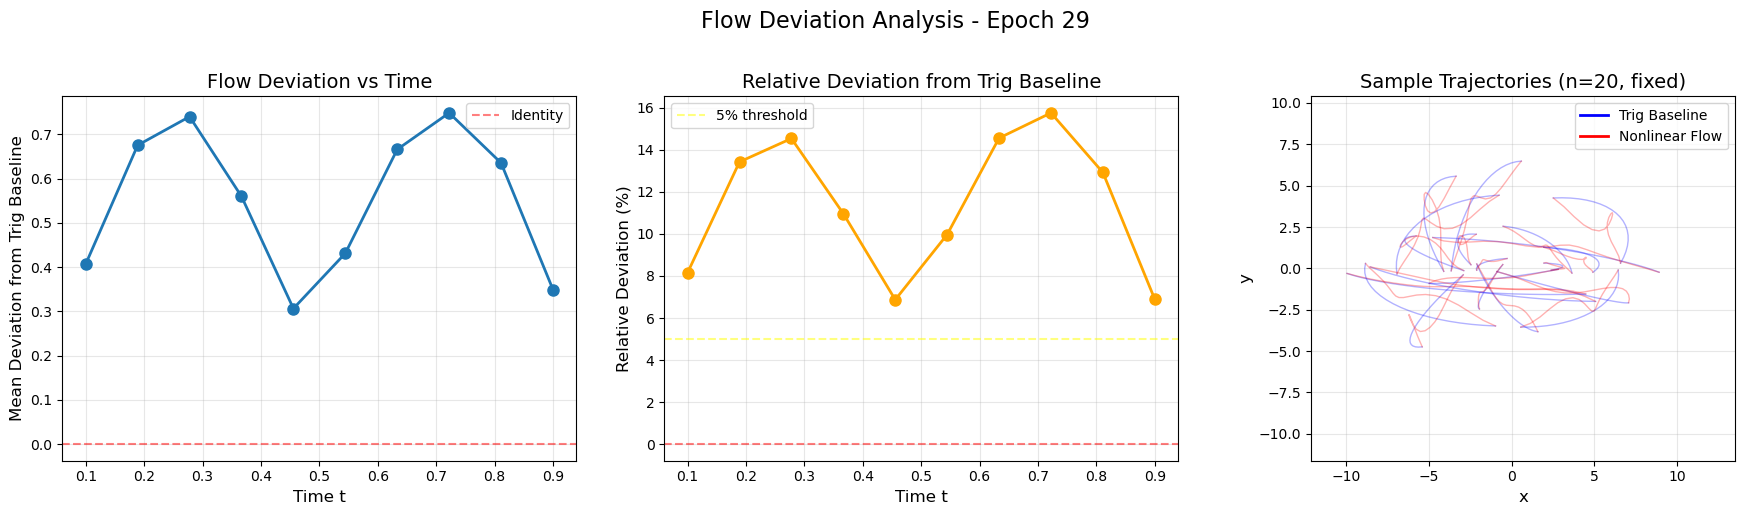 Flow Deviation Analysis - Epoch 29
Flow Deviation vs Time
Mean Deviation from Trig Baseline
0.7
0.6
0.5
0.4
0.3
0.2
0.1
0.0
Identity
0.1 0.2 0.3 0.4 0.5 0.6 0.7 0.8 0.9
Time t
Relative Deviation from Trig Baseline
Relative Deviation (%)
16
14
12
10
8
6
4
2
0
5% threshold
0.1 0.2 0.3 0.4 0.5 0.6 0.7 0.8 0.9
Time t
Sample Trajectories (n=20, fixed)
y
10.0
7.5
5.0
2.5
0.0
−2.5
−5.0
−7.5
−10.0
Trig Baseline
Nonlinear Flow
−10 −5 0 5 10
x